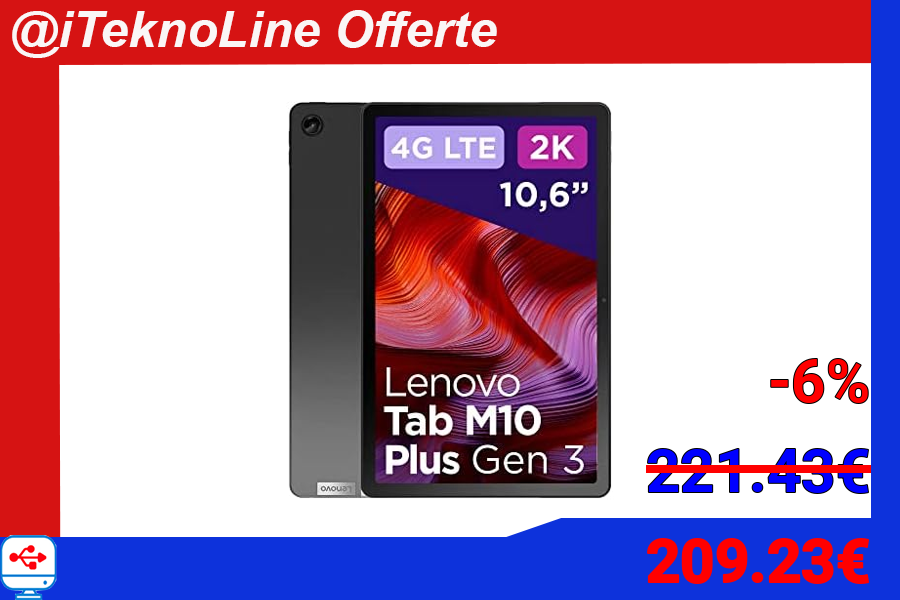 @iTeknoLine Offerte
4G LTE
2K
10,6”
Lenovo
Tab M10
Plus Gen 3
Lenovo
-6%
221.43€
209.23€